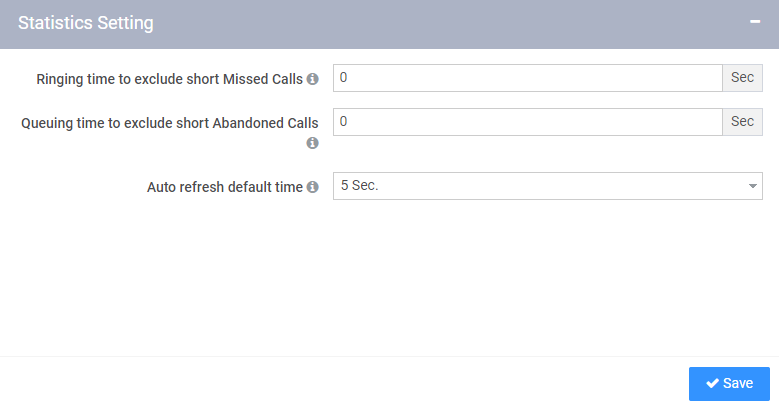 Statistics Setting
Ringing time to exclude short Missed Calls 0 Sec
Queuing time to exclude short Abandoned Calls 0 Sec
Auto refresh default time 5 Sec.
Save